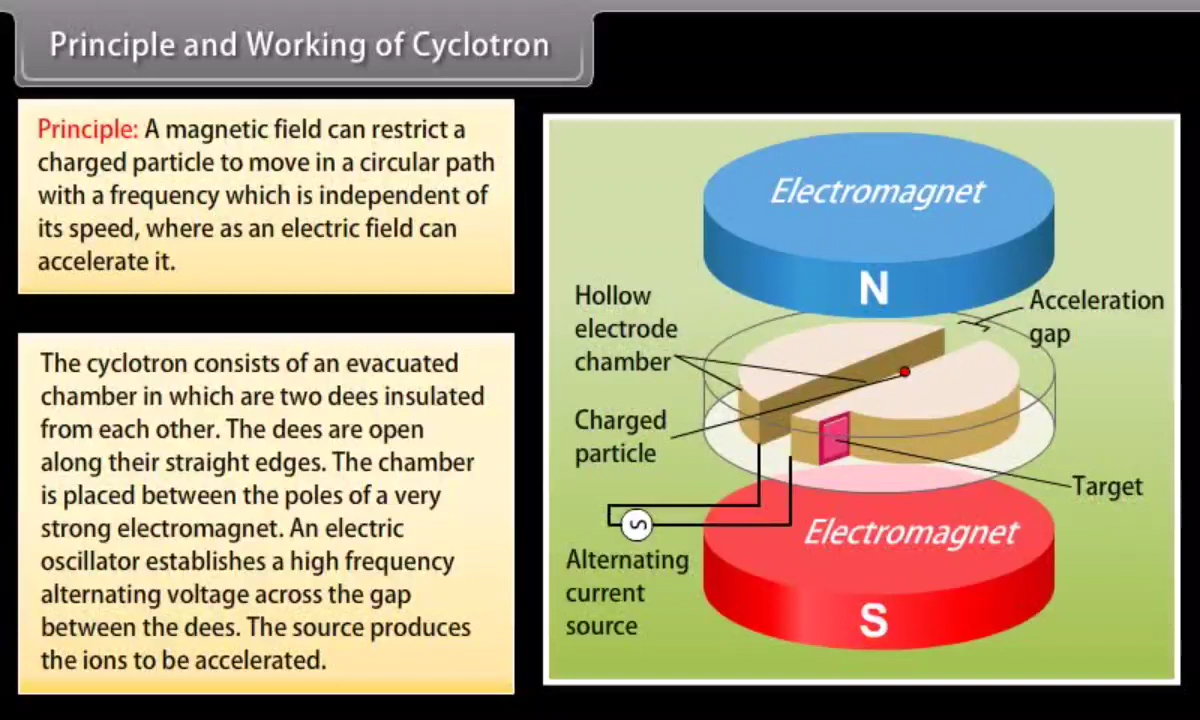 Principle and Working of Cyclotron
Principle: A magnetic field can restrict a
charged particle to move in a circular path
with a frequency which is independent of
its speed, where as an electric field can
accelerate it.
The cyclotron consists of an evacuated
chamber in which are two dees insulated
from each other. The dees are open
along their straight edges. The chamber
is placed between the poles of a very
strong electromagnet. An electric
oscillator establishes a high frequency
alternating voltage across the gap
between the dees. The source produces
the ions to be accelerated.
Electromagnet
N
Hollow
electrode
chamber
Acceleration
gap
Charged
particle
Target
Alternating
current
source
Electromagnet
S